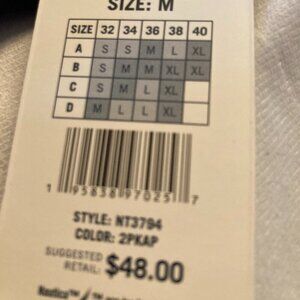 SIZE: M
SIZE 32 34 36 38 40
A S S M L XL
B S M M XL XL
C S M XL
D M L L XL
1 95838 97025 7
STYLE: NT3794
COLOR: 2PKAP
SUGGESTED
RETAIL: $48.00
Nautica™